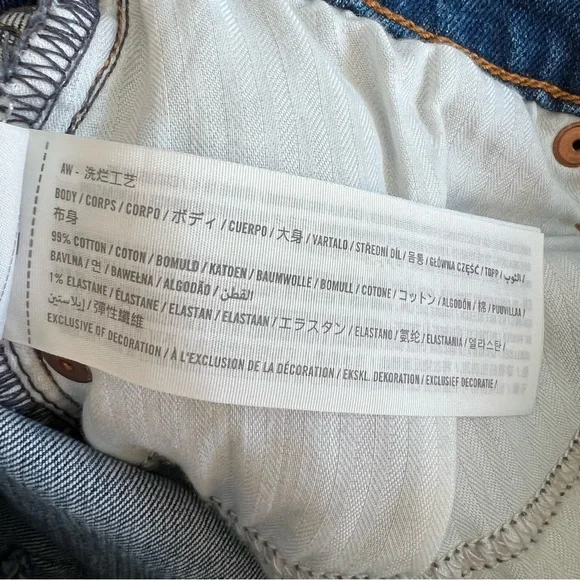 AW - 洗烂工艺
BODY / CORPS / CORPO / ボディ / CUERPO / 大身 / VARTALO / STŘEDNÍ DÍL / 몸통 / GŁÓWNA CZĘŚĆ / TOPP / الثوب /
布身
99% COTTON / COTON / BOMULD / KATOEN / BAUMWOLLE / BOMULL / COTONE / コットン / ALGODÓN / 棉 / PUUVILLAA /
BAVLNA / 면 / BAWEŁNA / ALGODÃO / القطن /
1% ELASTANE / ÉLASTANE / ELASTAN / ELASTAAN / エラスタン / ELASTANO / 氨纶 / ELASTAANIA / 엘라스탄 /
إيلاستين / 弹性纖維
EXCLUSIVE OF DECORATION / À L'EXCLUSION DE LA DÉCORATION / EKSKL. DEKORATION / EXCLUSIEF DECORATIE /